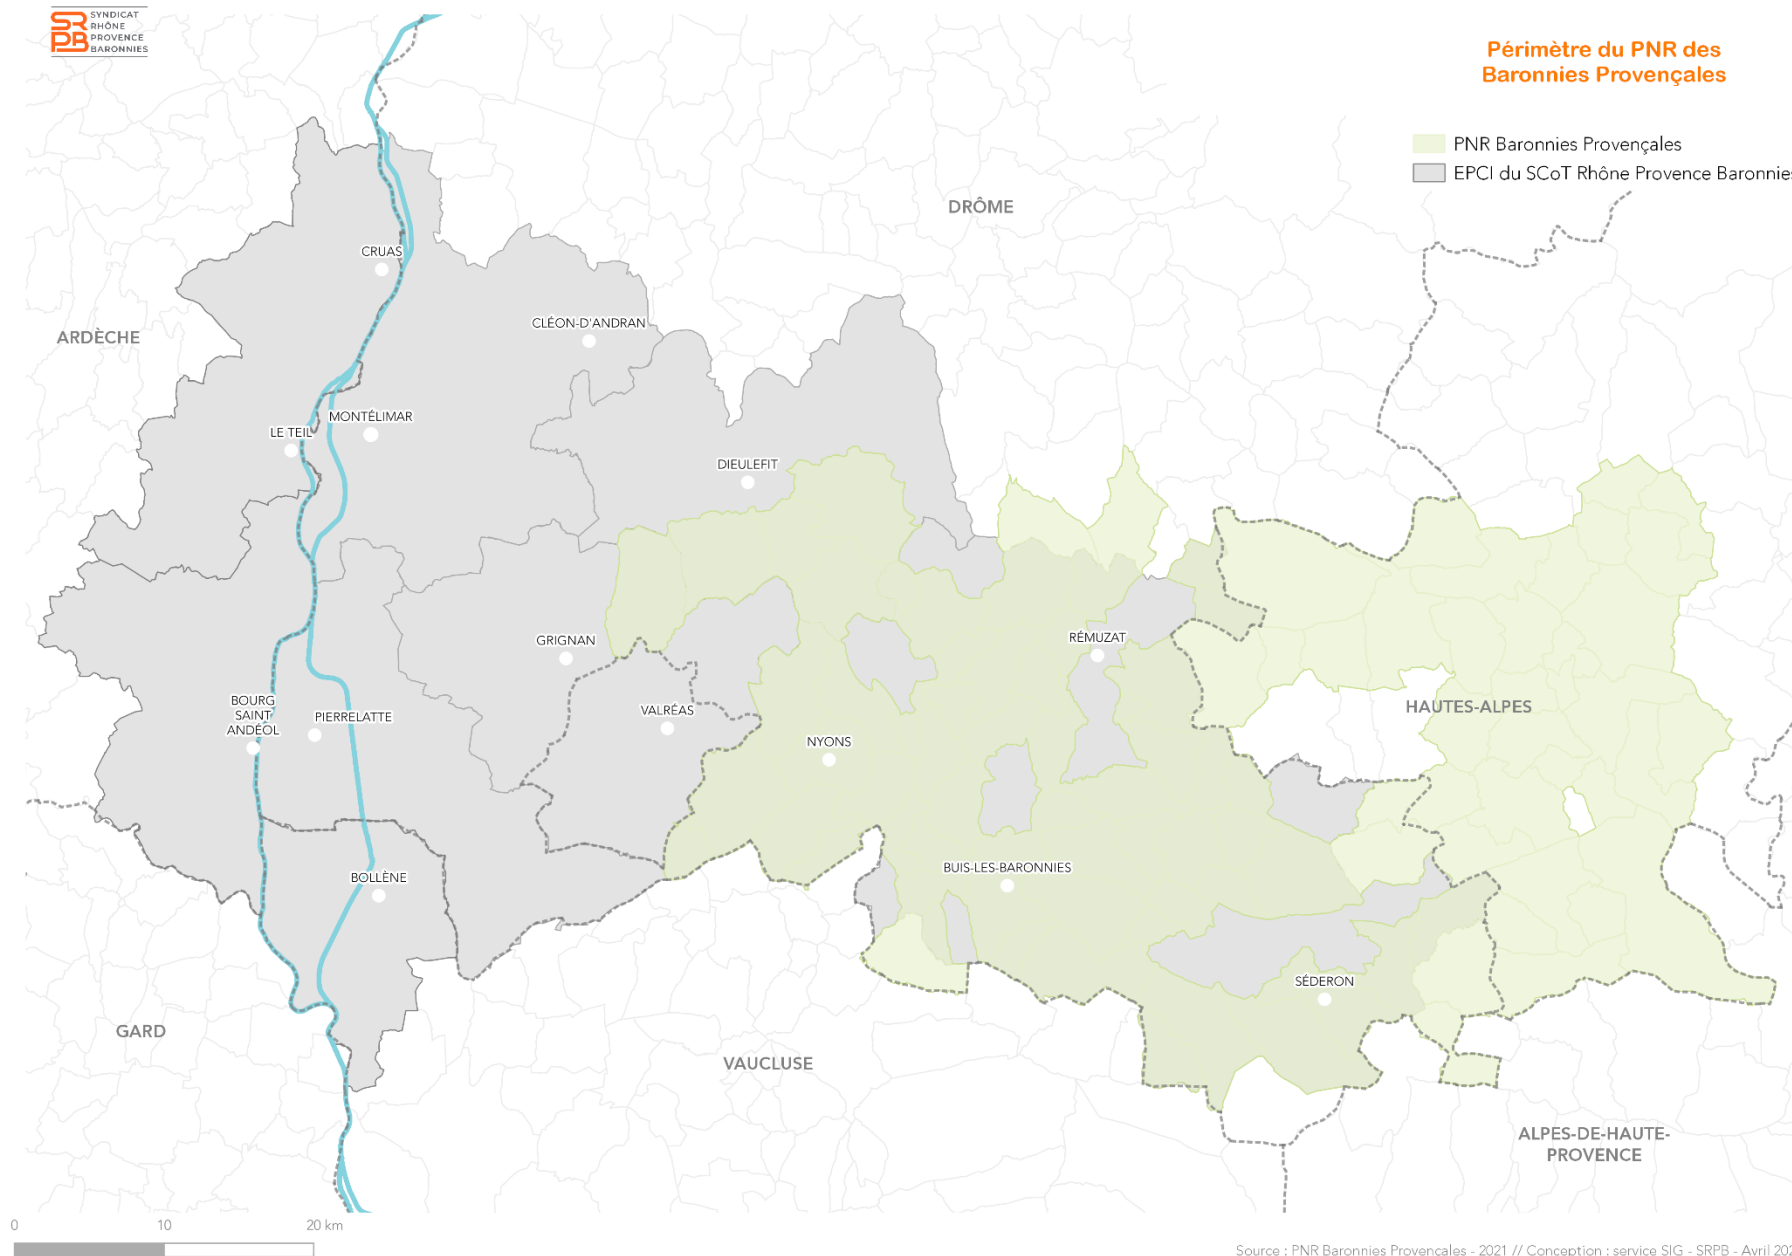 SYNDICAT
RHÔNE
PROVENCE
BARONNIES
SR
PB
Périmètre du PNR des
Baronnies Provençales
PNR Baronnies Provençales
EPCI du SCoT Rhône Provence Baronnies
DRÔME
CRUAS
ARDÈCHE
CLÉON-D'ANDRAN
MONTÉLIMAR
LE TEIL
DIEULEFIT
GRIGNAN
RÉMUZAT
BOURG
SAINT-
ANDÉOL
PIERRELATTE
VALRÉAS
HAUTES-ALPES
NYONS
BUIS-LES-BARONNIES
BOLLÈNE
SÉDERON
GARD
VAUCLUSE
ALPES-DE-HAUTE-
PROVENCE
0 10 20 km
Source : PNR Baronnies Provençales - 2021 // Conception : service SIG - SRPB - Avril